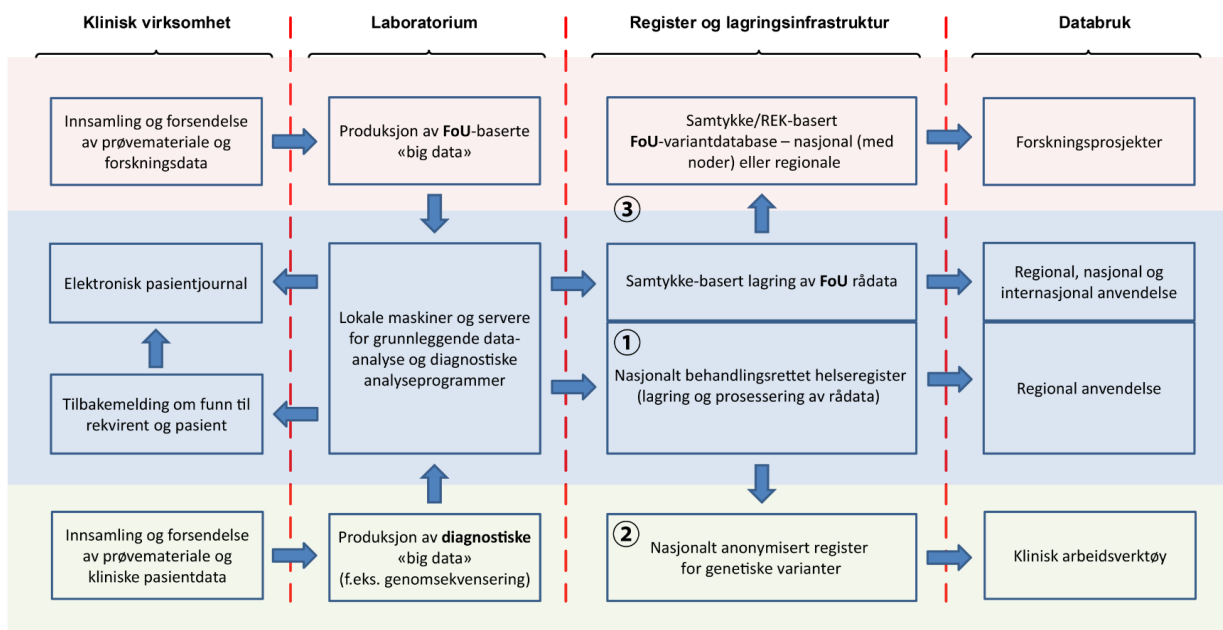 Klinisk virksomhet
Laboratorium
Register og lagringsinfrastruktur
Databruk
Innsamling og forsendelse
av prøvemateriale og
forskningsdata
Produksjon av FoU-baserte
«big data»
Samtykke/REK-basert
FoU-variantdatabase – nasjonal (med
noder) eller regionale
Forskningsprosjekter
3
Elektronisk pasientjournal
Lokale maskiner og servere
for grunnleggende data-
analyse og diagnostiske
analyseprogrammer
Samtykke-basert lagring av FoU rådata
Regional, nasjonal og
internasjonal anvendelse
Tilbakemelding om funn til
rekvirent og pasient
1
Nasjonalt behandlingsrettet helseregister
(lagring og prosessering av rådata)
Regional anvendelse
Innsamling og forsendelse
av prøvemateriale og
kliniske pasientdata
Produksjon av diagnostiske
«big data»
(f.eks. genomsekvensering)
2
Nasjonalt anonymisert register
for genetiske varianter
Klinisk arbeidsverktøy